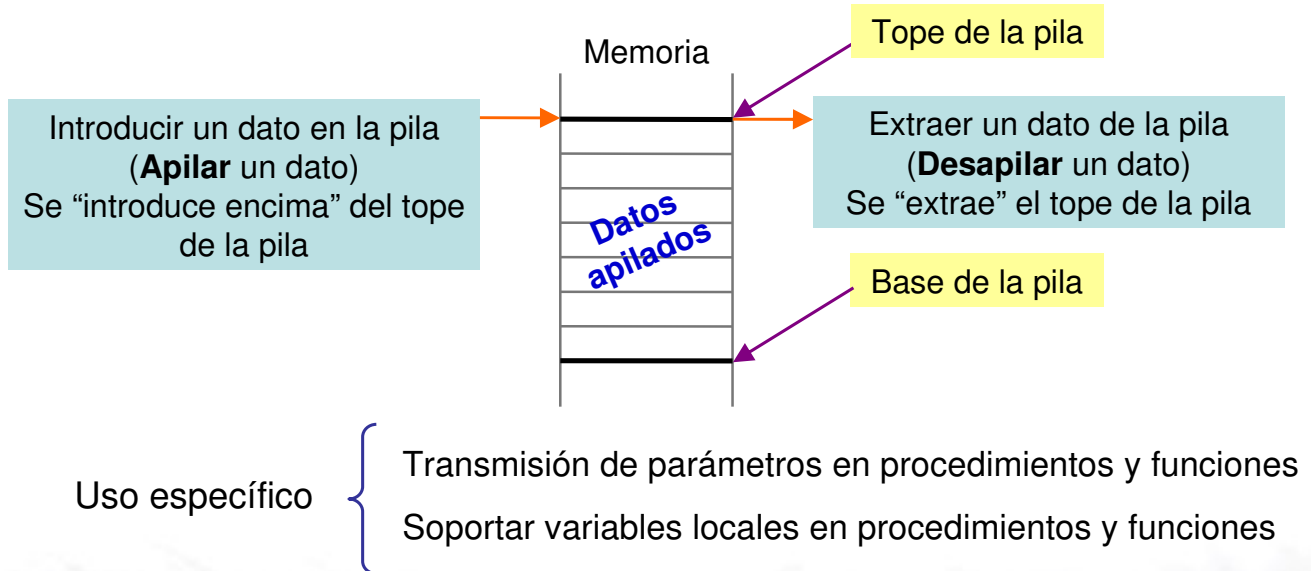 Memoria
Tope de la pila
Introducir un dato en la pila
(Apilar un dato)
Se “introduce encima” del tope
de la pila
Extraer un dato de la pila
(Desapilar un dato)
Se “extrae” el tope de la pila
Datos
apilados
Base de la pila
Uso específico
Transmisión de parámetros en procedimientos y funciones
Soportar variables locales en procedimientos y funciones